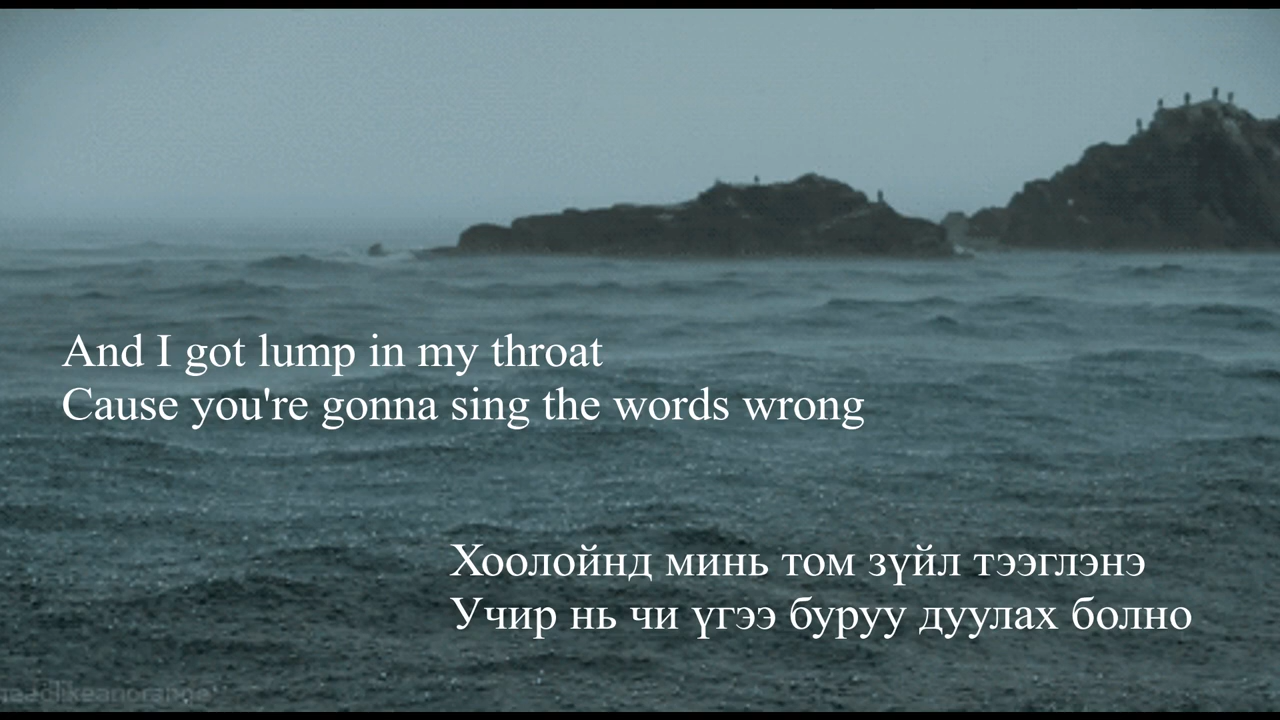 And I got lump in my throat
Cause you're gonna sing the words wrong
Хоолойнд минь том зүйл тээглэнэ
Учир нь чи үгээ буруу дуулах болно